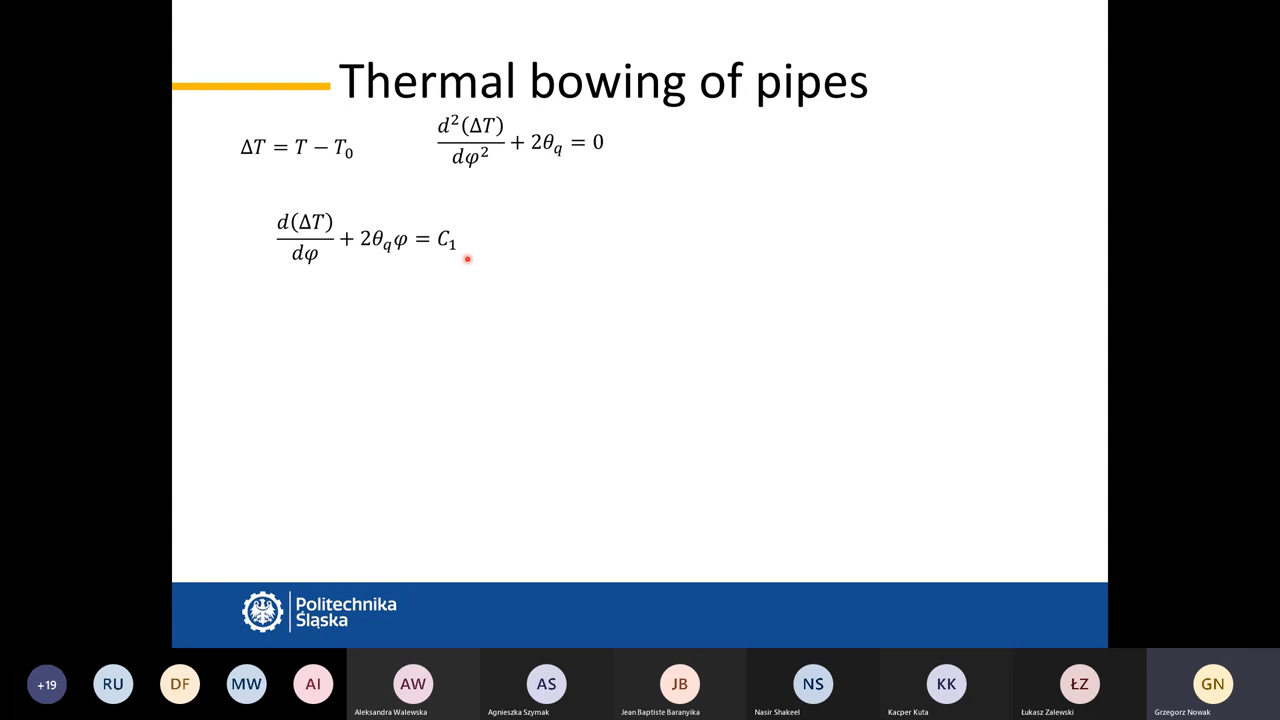 Thermal bowing of pipes
ΔT = T − T₀
d²(ΔT)/dφ² + 2θ_q = 0
d(ΔT)/dφ + 2θ_qφ = C₁
Politechnika
Śląska
+19
RU
DF
MW
AI
AW
Aleksandra Walewska
AS
Agnieszka Szymak
JB
Jean Baptiste Baranyika
NS
Nasir Shakeel
KK
Kacper Kuta
ŁZ
Łukasz Zalewski
GN
Grzegorz Nowak